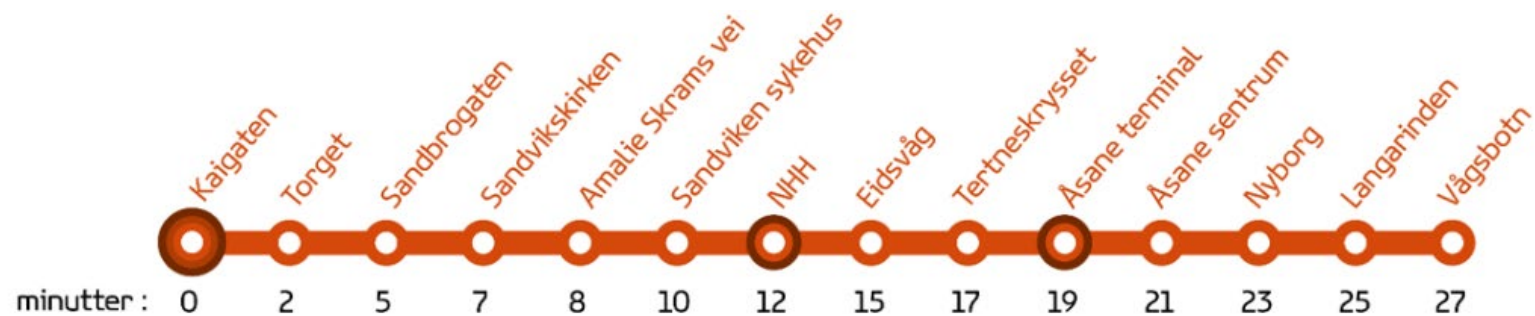 Kaigaten
Torget
Sandbrogaten
Sandvikskirken
Amalie Skrams vei
Sandviken sykehus
NHH
Eidsvåg
Tertneskrysset
Åsane terminal
Åsane sentrum
Nyborg
Langarinden
Vågsbotn
minutter : 0 2 5 7 8 10 12 15 17 19 21 23 25 27